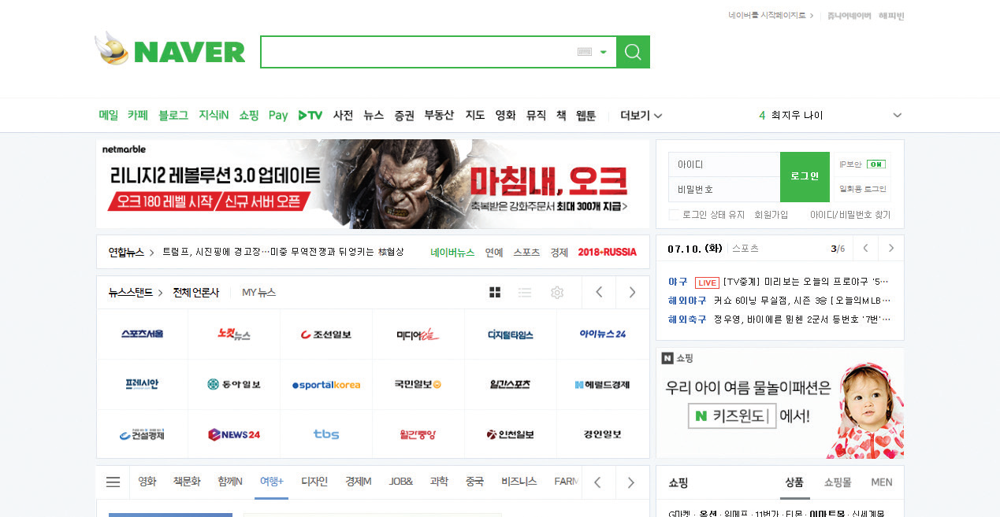 네이버를 시작페이지로 > 쥬니어네이버 해피빈
NAVER
메일 카페 블로그 지식iN 쇼핑 Pay TV 사전 뉴스 증권 부동산 지도 영화 뮤직 책 웹툰 더보기
4 최지우 나이
netmarble
리니지2 레볼루션 3.0 업데이트
오크 180 레벨 시작 / 신규 서버 오픈
마침내, 오크
축복받은 강화주문서 최대 300개 지급>
아이디
비밀번호
로그인
IP보안 ON
일회용 로그인
로그인 상태 유지 회원가입 아이디/비밀번호 찾기
연합뉴스 > 트럼프, 시진핑에 경고장…미중 무역전쟁과 뒤엉키는 核협상
네이버뉴스 연예 스포츠 경제 2018●RUSSIA
07.10. (화) 스포츠 3/6
야구 LIVE [TV중계] 미리보는 오늘의 프로야구 '5…
해외야구 커쇼 6이닝 무실점, 시즌 3승 [오늘의MLB…
해외축구 정우영, 바이에른 뮌헨 2군서 등번호 '7번'…
뉴스스탠드 > 전체 언론사 MY 뉴스
스포츠서울 노컷뉴스 조선일보 미디어오늘 디지털타임스 아이뉴스24
프레시안 동아일보 sportalkorea 국민일보 일간스포츠 헤럴드경제
건설경제 eNEWS24 tbs 월간중앙 인천일보 경인일보
N 쇼핑
우리 아이 여름 물놀이패션은
N 키즈윈도 에서!
영화 책문화 함께N 여행+ 디자인 경제M JOB& 과학 중국 비즈니스 FARM
쇼핑 상품 쇼핑몰 MEN
G마켓 · 옥션 · 위메프 · 11번가 · 티몬 · 이마트몰 · 신세계몰